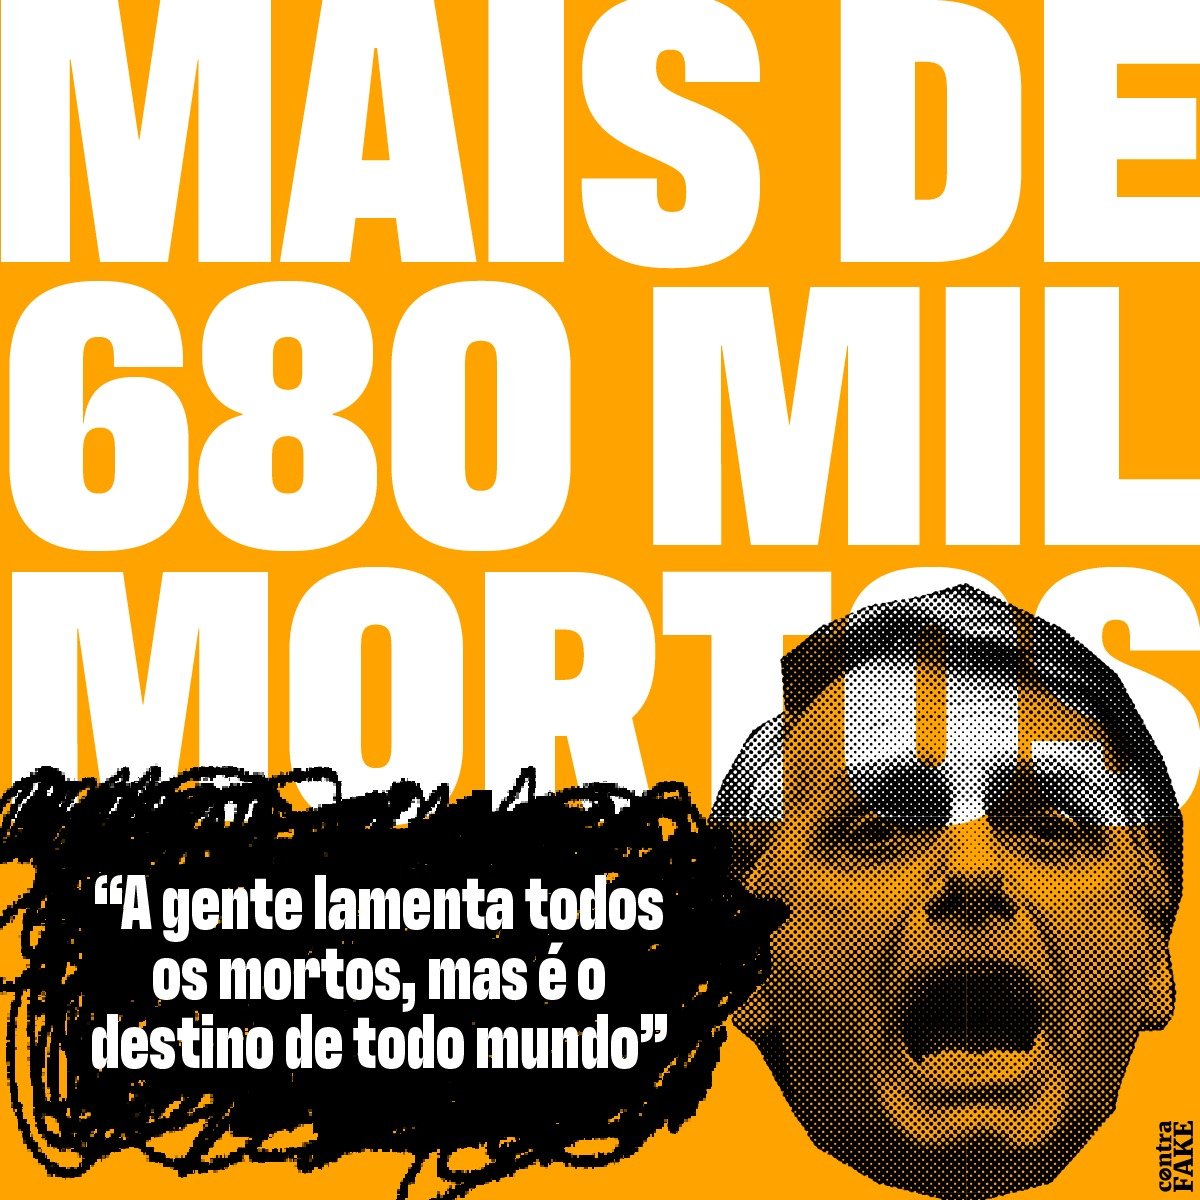 MAIS DE
680 MIL
MORTOS
“A gente lamenta todos
os mortos, mas é o
destino de todo mundo”
contra
FAKE